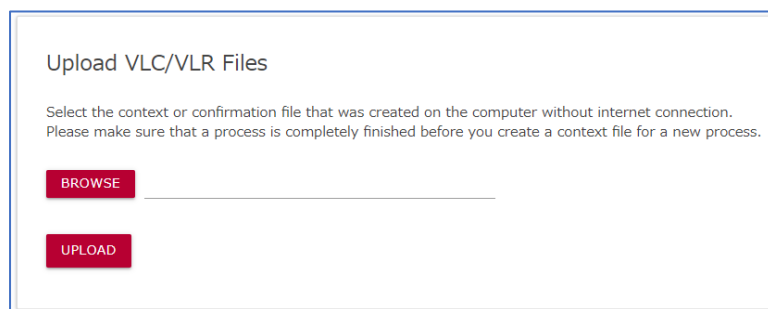 Upload VLC/VLR Files
Select the context or confirmation file that was created on the computer without internet connection.
Please make sure that a process is completely finished before you create a context file for a new process.
BROWSE
UPLOAD